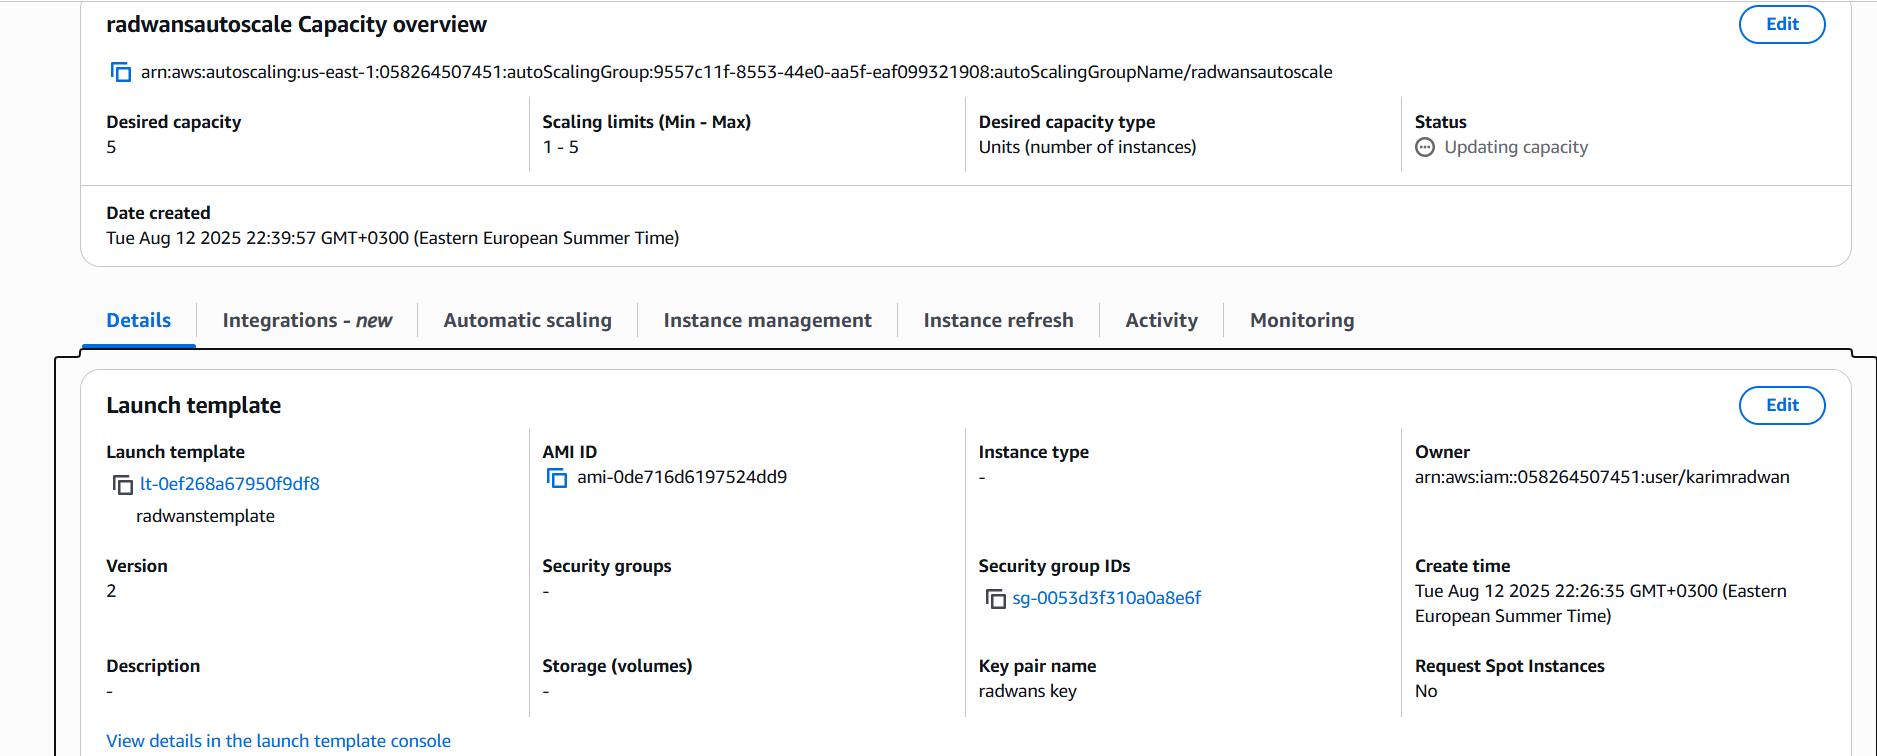 radwansautoscale Capacity overview
Edit
arn:aws:autoscaling:us-east-1:058264507451:autoScalingGroup:9557c11f-8553-44e0-aa5f-eaf099321908:autoScalingGroupName/radwansautoscale
Desired capacity
5
Scaling limits (Min - Max)
1 - 5
Desired capacity type
Units (number of instances)
Status
Updating capacity
Date created
Tue Aug 12 2025 22:39:57 GMT+0300 (Eastern European Summer Time)
Details
Integrations - new
Automatic scaling
Instance management
Instance refresh
Activity
Monitoring
Launch template
Edit
Launch template
lt-0ef268a67950f9df8
radwanstemplate
AMI ID
ami-0de716d6197524dd9
Instance type
-
Owner
arn:aws:iam::058264507451:user/karimradwan
Version
2
Security groups
-
Security group IDs
sg-0053d3f310a0a8e6f
Create time
Tue Aug 12 2025 22:26:35 GMT+0300 (Eastern
European Summer Time)
Description
-
Storage (volumes)
-
Key pair name
radwans key
Request Spot Instances
No
View details in the launch template console